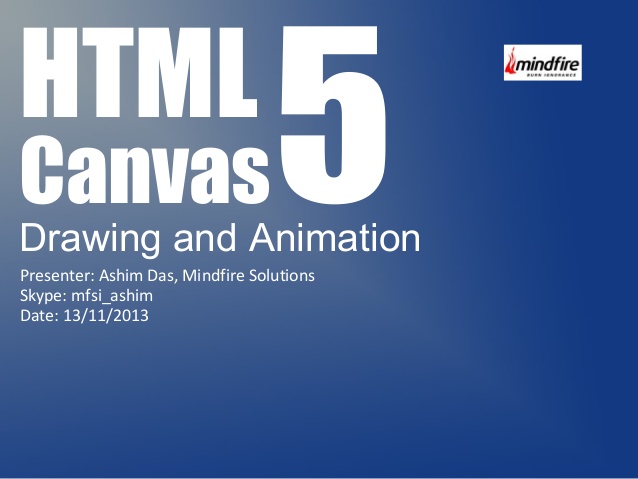 HTML 5
Canvas
Drawing and Animation
Presenter: Ashim Das, Mindfire Solutions
Skype: mfsi_ashim
Date: 13/11/2013
mindfire
BURN IGNORANCE